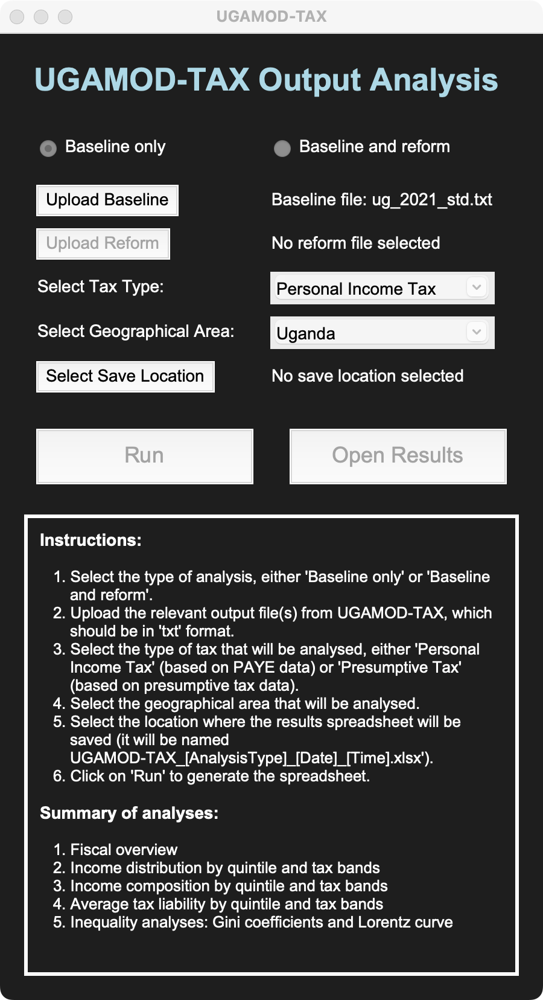 UGAMOD-TAX
UGAMOD-TAX Output Analysis
Baseline only
Baseline and reform
Upload Baseline
Baseline file: ug_2021_std.txt
Upload Reform
No reform file selected
Select Tax Type:
Personal Income Tax
Select Geographical Area:
Uganda
Select Save Location
No save location selected
Run
Open Results
Instructions:
1. Select the type of analysis, either 'Baseline only' or 'Baseline
and reform'.
2. Upload the relevant output file(s) from UGAMOD-TAX, which
should be in 'txt' format.
3. Select the type of tax that will be analysed, either 'Personal
Income Tax' (based on PAYE data) or 'Presumptive Tax'
(based on presumptive tax data).
4. Select the geographical area that will be analysed.
5. Select the location where the results spreadsheet will be
saved (it will be named
UGAMOD-TAX_[AnalysisType]_[Date]_[Time].xlsx').
6. Click on 'Run' to generate the spreadsheet.
Summary of analyses:
1. Fiscal overview
2. Income distribution by quintile and tax bands
3. Income composition by quintile and tax bands
4. Average tax liability by quintile and tax bands
5. Inequality analyses: Gini coefficients and Lorentz curve